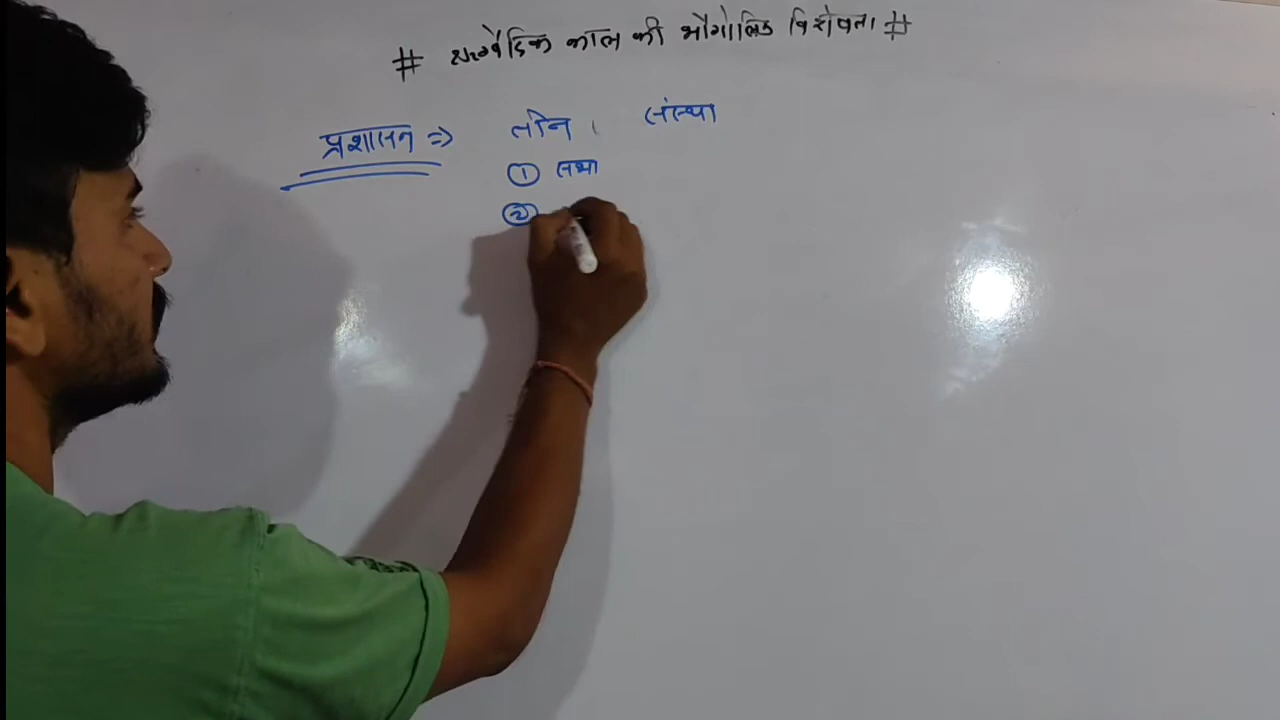 # ऋग्वैदिक काल की भौगोलिक विशेषता #
प्रशासन => तीन संस्था
① सभा
②